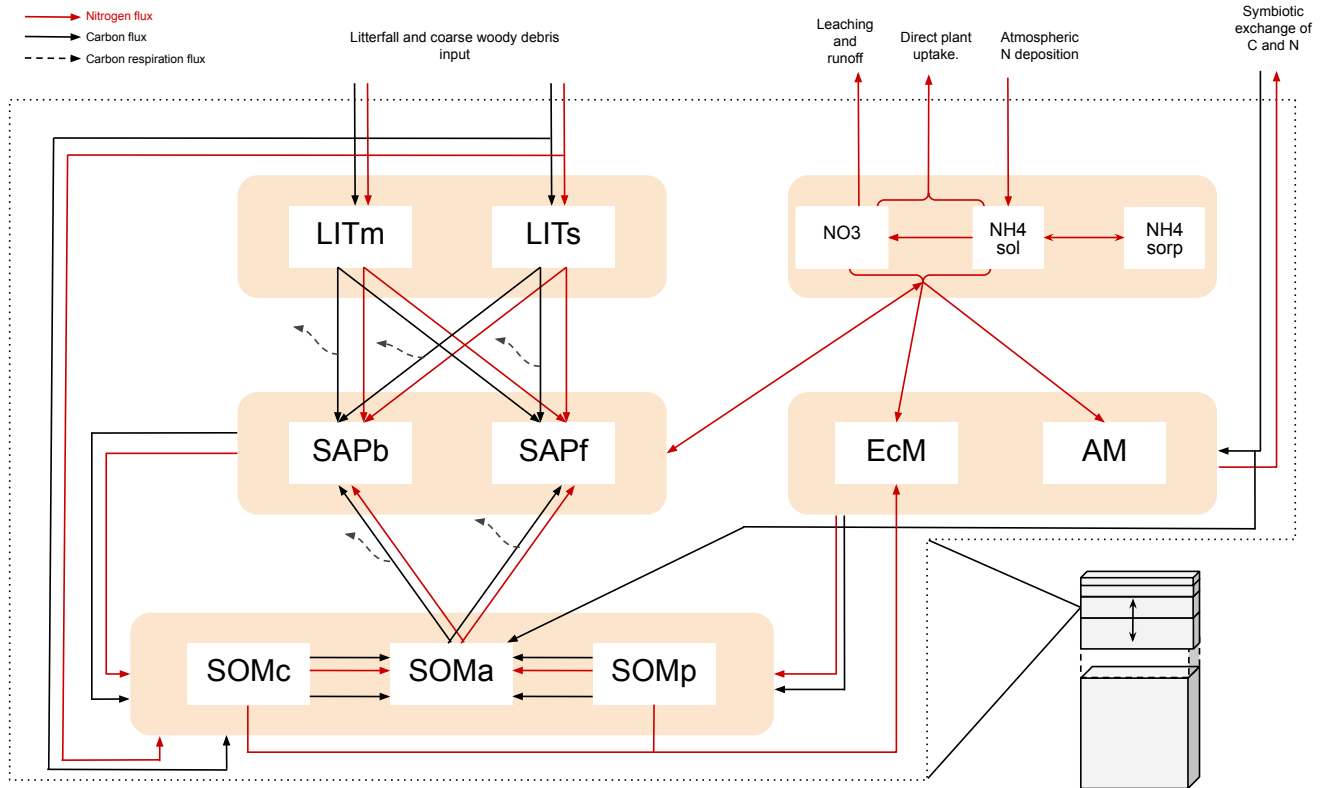 Nitrogen flux
Carbon flux
Carbon respiration flux
Litterfall and coarse woody debris
input
Leaching
and
runoff
Direct plant
uptake.
Atmospheric
N deposition
Symbiotic
exchange of
C and N
LITm
LITs
NO3
NH4
sol
NH4
sorp
SAPb
SAPf
EcM
AM
SOMc
SOMa
SOMp